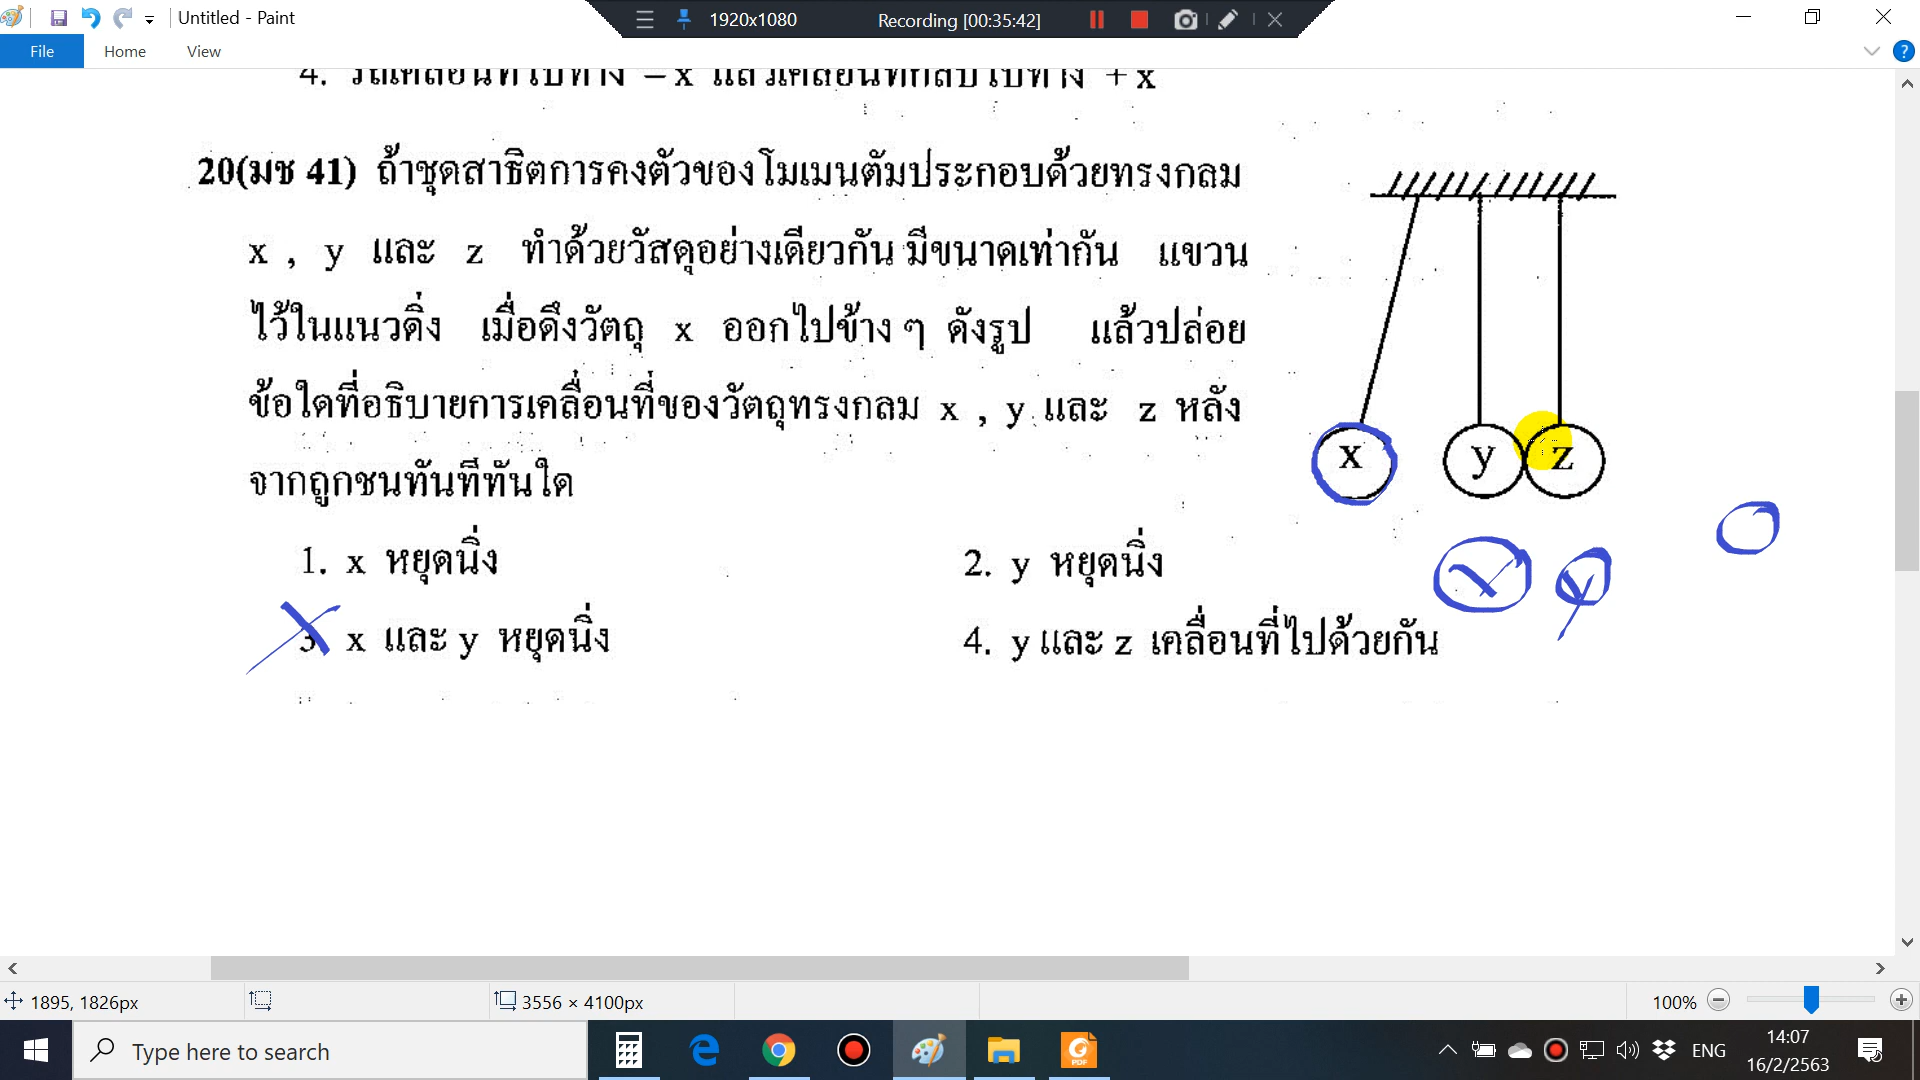 Untitled - Paint
1920x1080
Recording [00:35:42]
File Home View
20(มช 41) ถ้าชุดสาธิตการคงตัวของโมเมนตัมประกอบด้วยทรงกลม
x , y และ z ทำด้วยวัสดุอย่างเดียวกัน มีขนาดเท่ากัน แขวน
ไว้ในแนวดิ่ง เมื่อดึงวัตถุ x ออกไปข้าง ๆ ดังรูป แล้วปล่อย
ข้อใดที่อธิบายการเคลื่อนที่ของวัตถุทรงกลม x , y และ z หลัง
จากถูกชนทันทีทันใด
x y z
1. x หยุดนิ่ง
2. y หยุดนิ่ง
3. x และ y หยุดนิ่ง
4. y และ z เคลื่อนที่ไปด้วยกัน
x y
1895, 1826px
3556 × 4100px
100%
Type here to search
PDF
ENG
14:07
16/2/2563